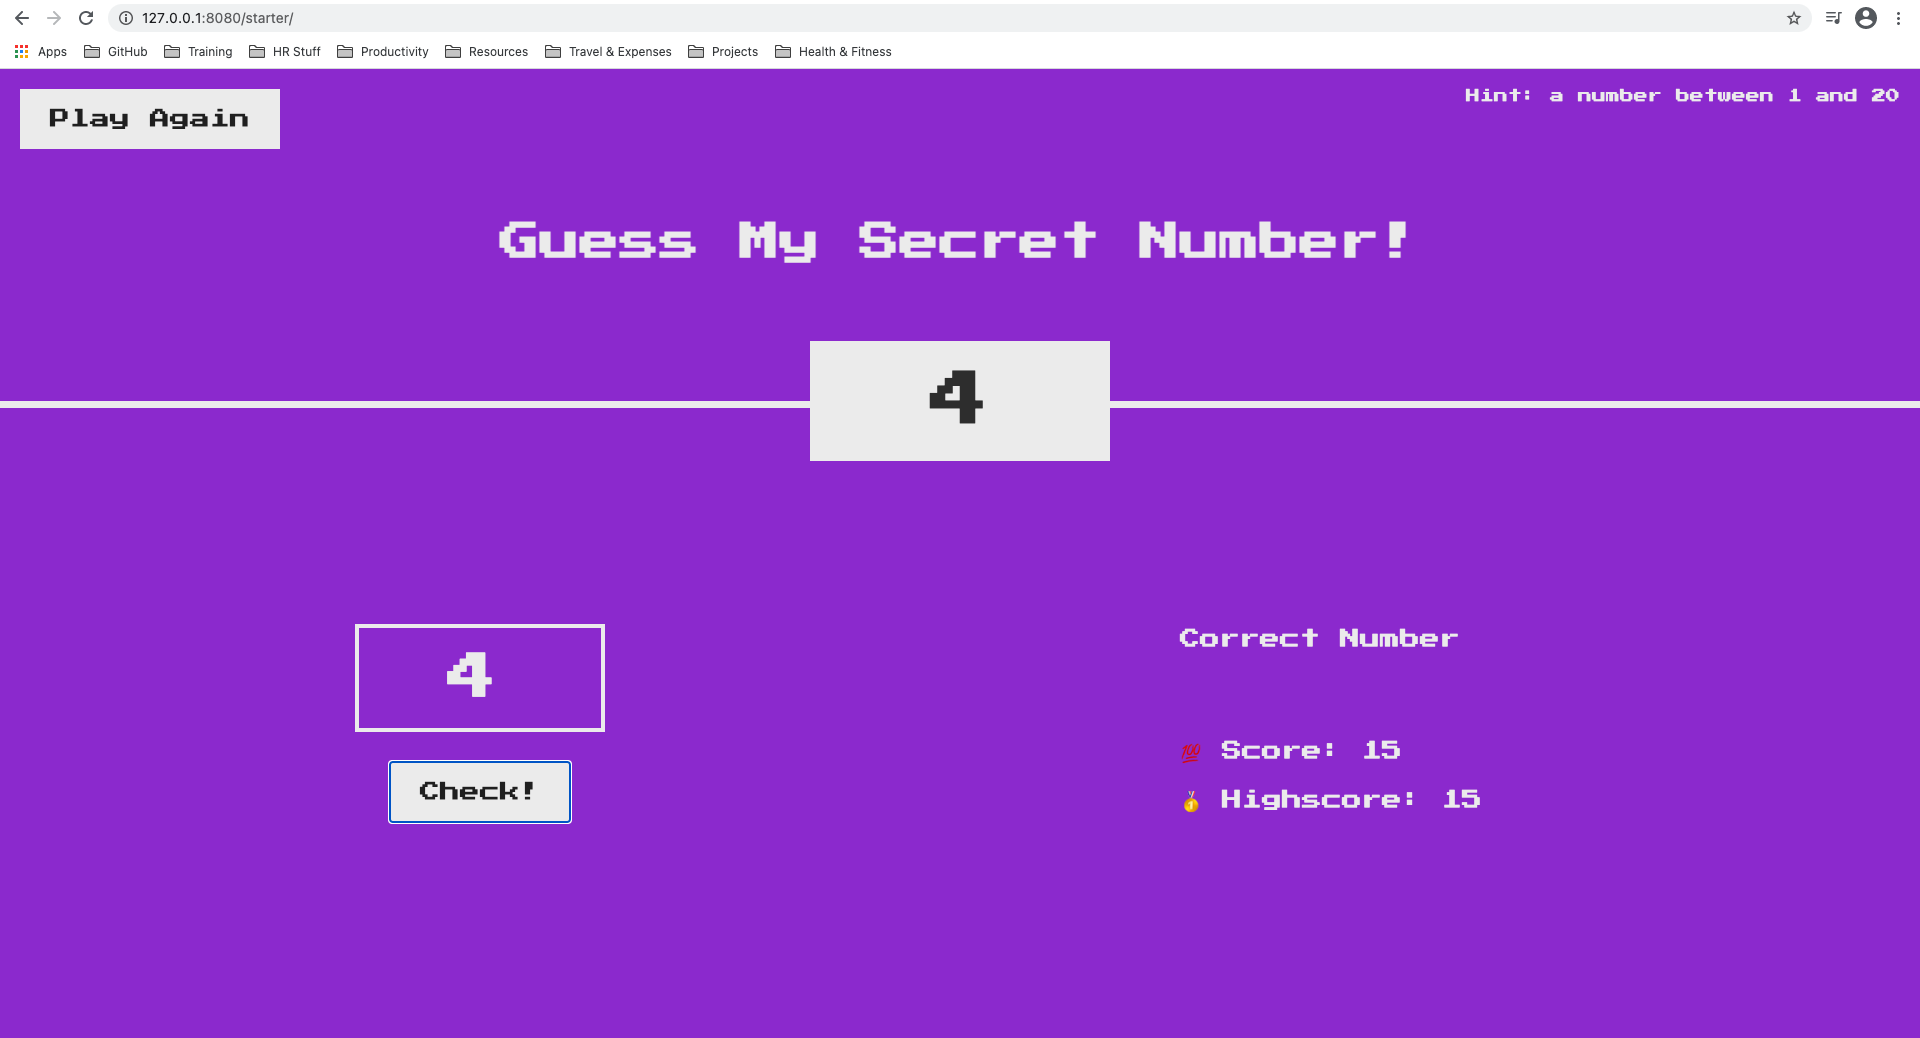 127.0.0.1:8080/starter/
Apps GitHub Training HR Stuff Productivity Resources Travel & Expenses Projects Health & Fitness
Play Again
Hint: a number between 1 and 20
Guess My Secret Number!
4
4
Check!
Correct Number
💯 Score: 15
🥇 Highscore: 15